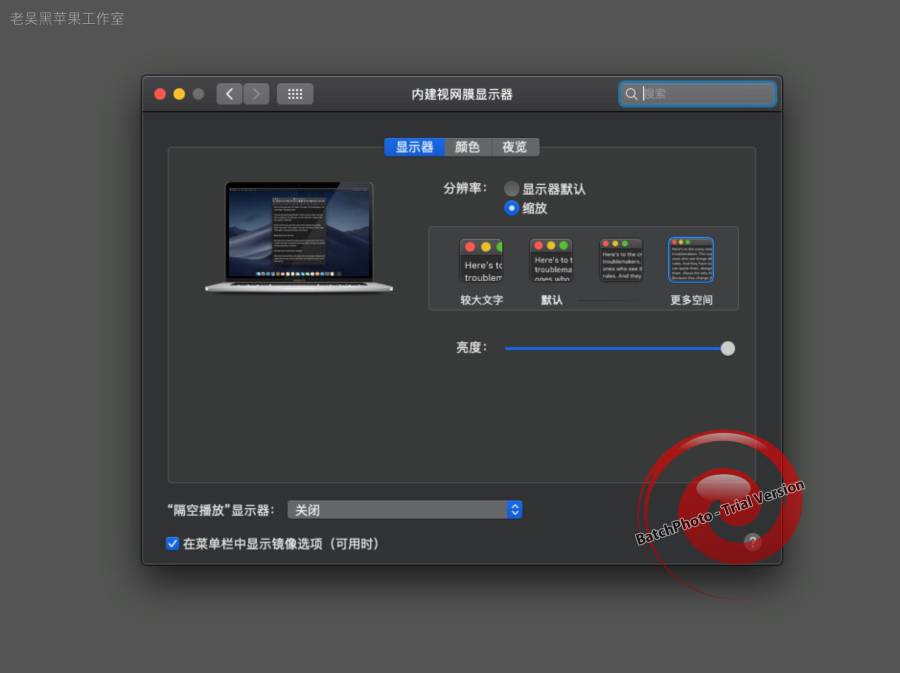 老吴黑苹果工作室
内建视网膜显示器
搜索
显示器 颜色 夜览
分辨率：
显示器默认
缩放
Here's to
troublem
Here's to t
troublema
ones who
Here's to the cr
troublemakers.
ones who see t
rules. And they
较大文字 默认 更多空间
亮度：
“隔空播放”显示器： 关闭
在菜单栏中显示镜像选项（可用时）
?
BatchPhoto - Trial Version